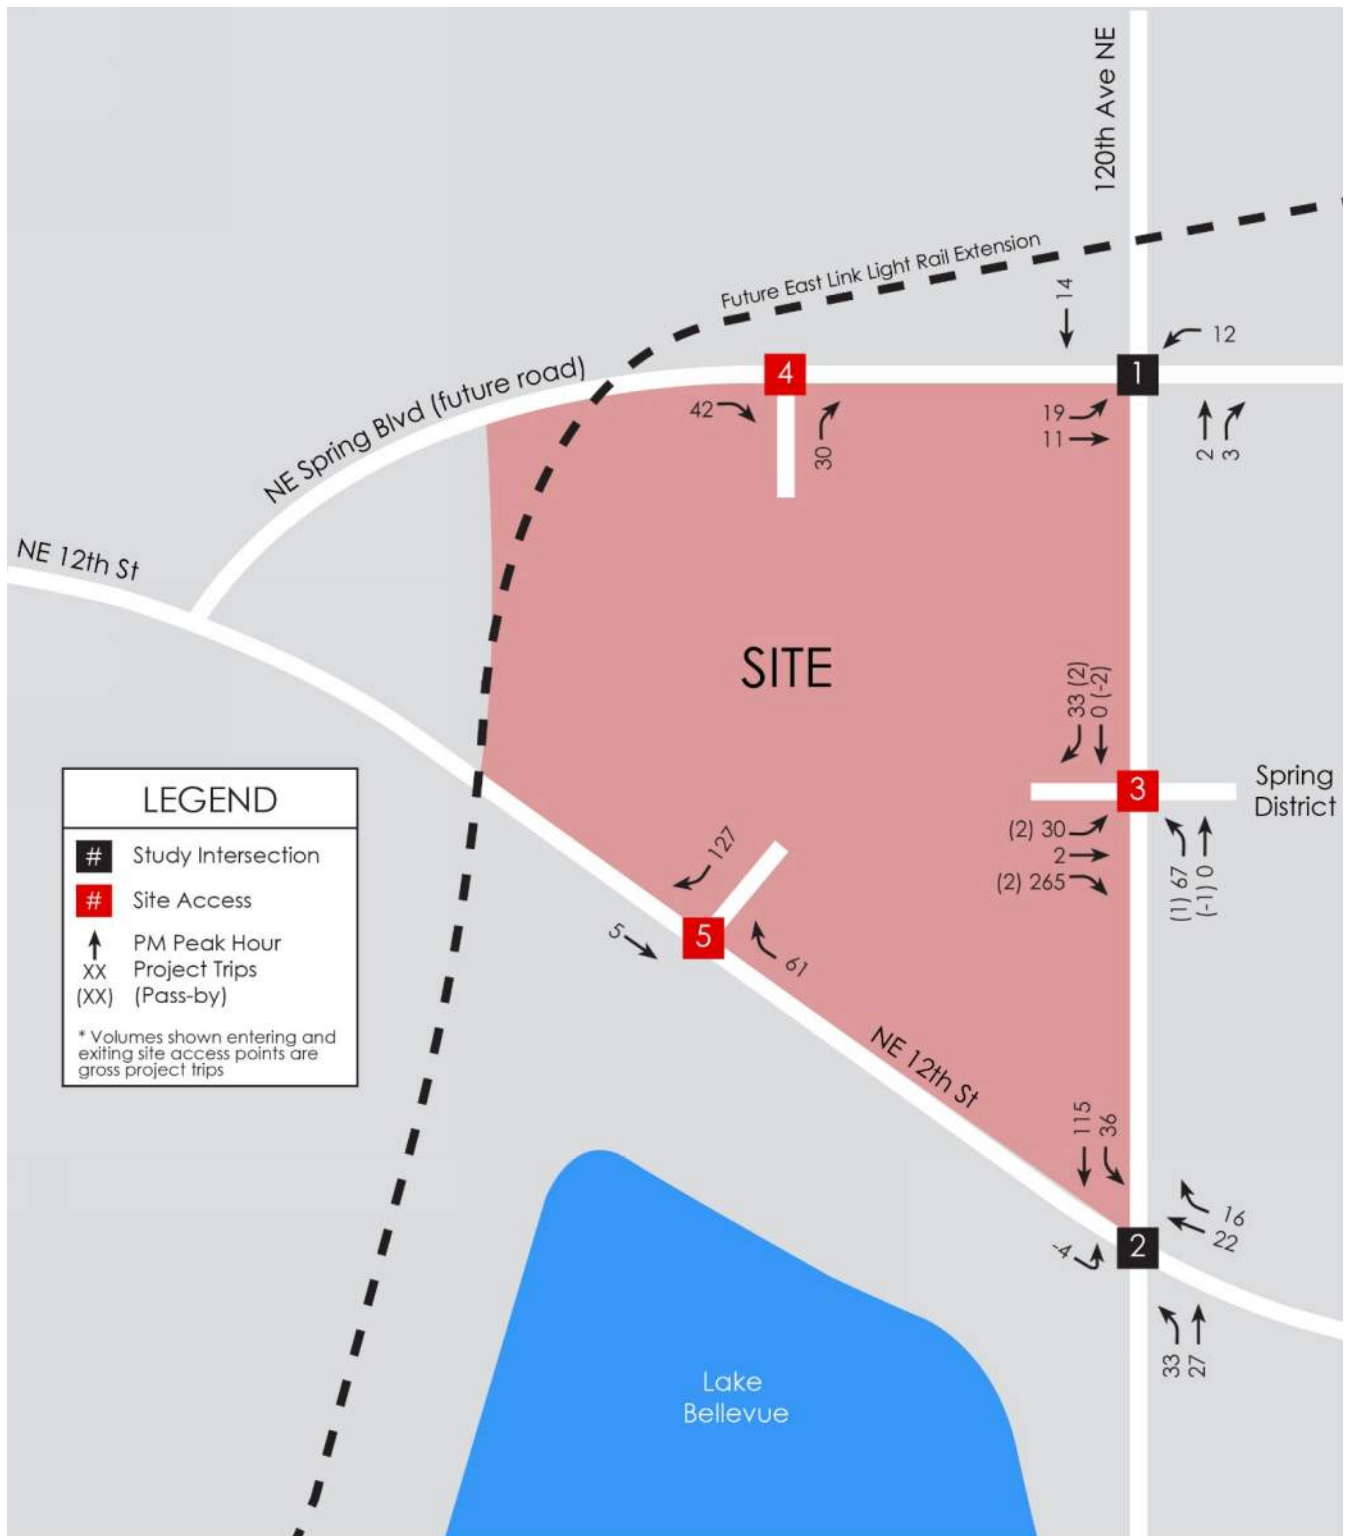 120th Ave NE
Future East Link Light Rail Extension
14
12
4
1
NE Spring Blvd (future road)
42
30
19
11
2
3
NE 12th St
SITE
33 (2)
0 (-2)
3
Spring
District
(2) 30
2
(2) 265
(1) 67
(-1) 0
LEGEND
# Study Intersection
# Site Access
PM Peak Hour
XX Project Trips
(XX) (Pass-by)
* Volumes shown entering and
exiting site access points are
gross project trips
127
5
5
61
NE 12th St
115
36
16
22
2
-4
33
27
Lake
Bellevue